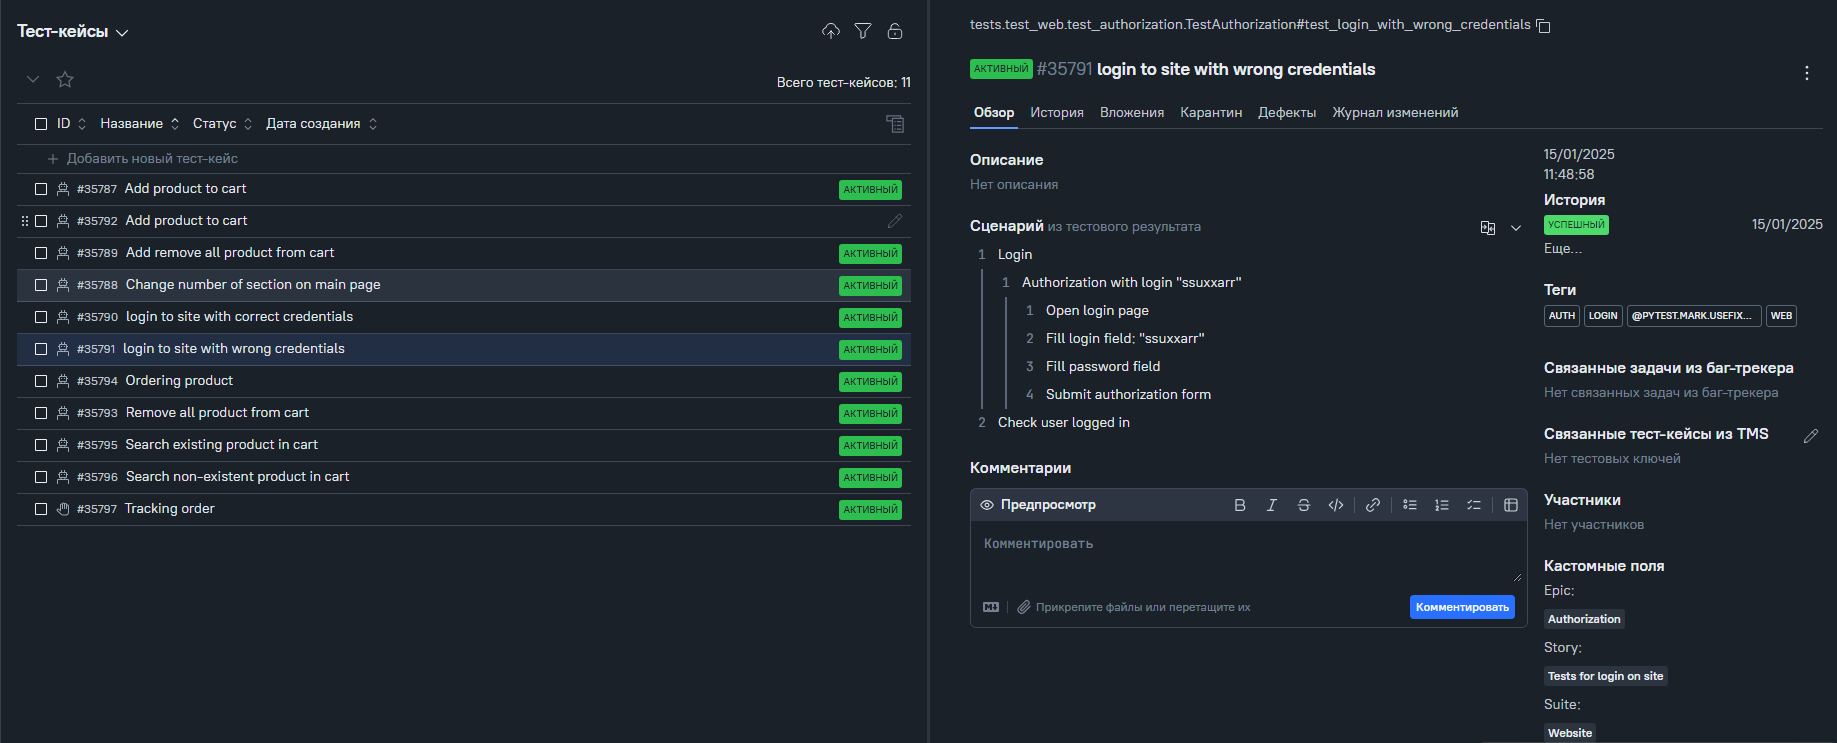 Тест-кейсы
Всего тест-кейсов: 11
ID Название Статус Дата создания
Добавить новый тест-кейс
#35787 Add product to cart АКТИВНЫЙ
#35792 Add product to cart
#35789 Add remove all product from cart АКТИВНЫЙ
#35788 Change number of section on main page АКТИВНЫЙ
#35790 login to site with correct credentials АКТИВНЫЙ
#35791 login to site with wrong credentials АКТИВНЫЙ
#35794 Ordering product АКТИВНЫЙ
#35793 Remove all product from cart АКТИВНЫЙ
#35795 Search existing product in cart АКТИВНЫЙ
#35796 Search non-existent product in cart АКТИВНЫЙ
#35797 Tracking order АКТИВНЫЙ
tests.test_web.test_authorization.TestAuthorization#test_login_with_wrong_credentials
АКТИВНЫЙ #35791 login to site with wrong credentials
Обзор История Вложения Карантин Дефекты Журнал изменений
Описание
Нет описания
Сценарий из тестового результата
1 Login
1 Authorization with login "ssuxxarr"
1 Open login page
2 Fill login field: "ssuxxarr"
3 Fill password field
4 Submit authorization form
2 Check user logged in
Комментарии
Предпросмотр
Комментировать
Прикрепите файлы или перетащите их
Комментировать
15/01/2025
11:48:58
История
УСПЕШНЫЙ 15/01/2025
Еще...
Теги
AUTH LOGIN @PYTEST.MARK.USEFIX... WEB
Связанные задачи из баг-трекера
Нет связанных задач из баг-трекера
Связанные тест-кейсы из TMS
Нет тестовых ключей
Участники
Нет участников
Кастомные поля
Epic:
Authorization
Story:
Tests for login on site
Suite:
Website